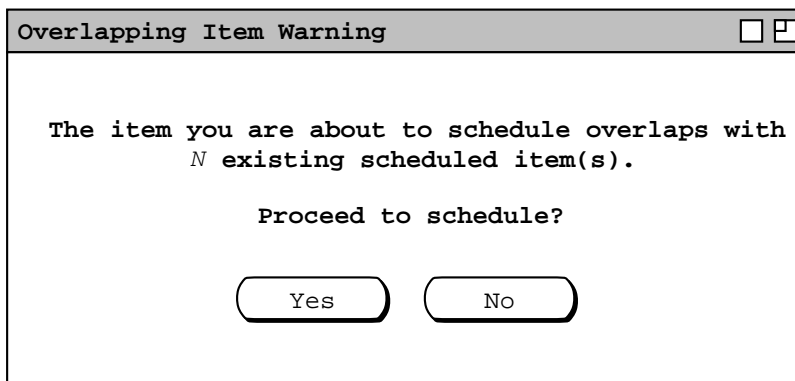 Overlapping Item Warning
The item you are about to schedule overlaps with
N existing scheduled item(s).
Proceed to schedule?
Yes No